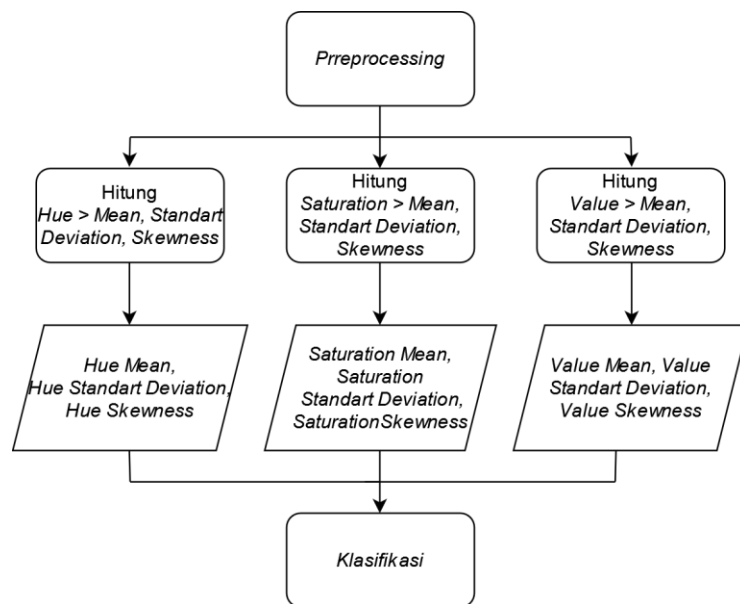 Prreprocessing
Hitung
Hue > Mean, Standart
Deviation, Skewness
Hitung
Saturation > Mean,
Standart Deviation,
Skewness
Hitung
Value > Mean,
Standart Deviation,
Skewness
Hue Mean,
Hue Standart Deviation,
Hue Skewness
Saturation Mean,
Saturation
Standart Deviation,
SaturationSkewness
Value Mean, Value
Standart Deviation,
Value Skewness
Klasifikasi